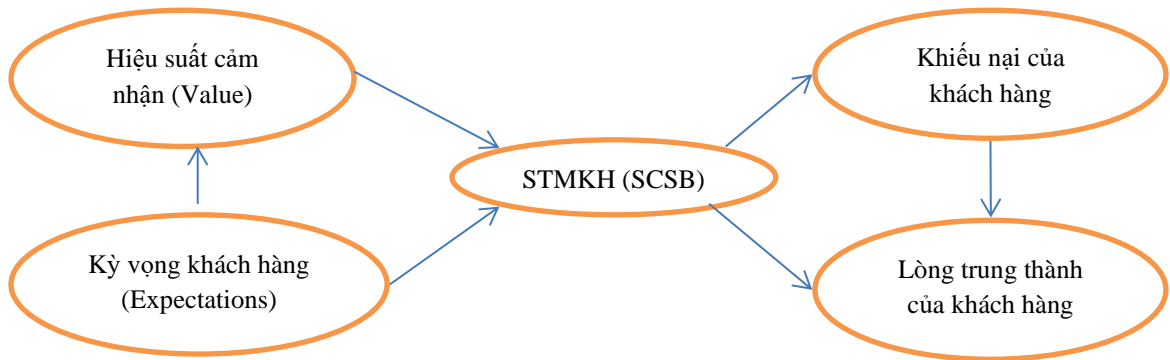 Hiệu suất cảm
nhận (Value)
Khiếu nại của
khách hàng
STMKH (SCSB)
Kỳ vọng khách hàng
(Expectations)
Lòng trung thành
của khách hàng